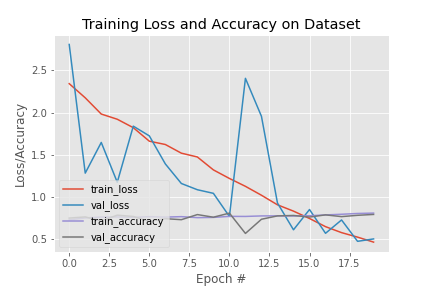 Training Loss and Accuracy on Dataset
Loss/Accuracy
2.5
2.0
1.5
1.0
0.5
train_loss
val_loss
train_accuracy
val_accuracy
0.0 2.5 5.0 7.5 10.0 12.5 15.0 17.5
Epoch #